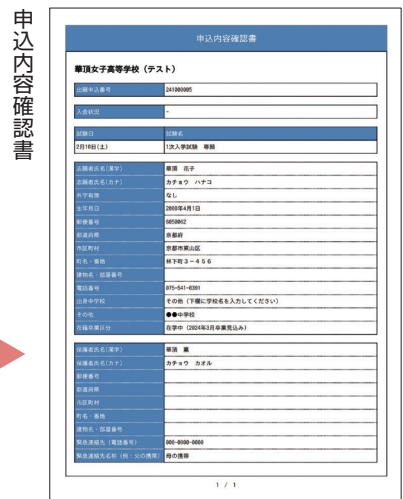 申込内容確認書
申込内容確認書
華頂女子高等学校（テスト）
出願申込番号 241000005
入金状況 -
試験日 試験名
2月10日(土) 1次入学試験 専願
志願者氏名(漢字) 華頂 花子
志願者氏名(カナ) カチョウ ハナコ
外字有無 なし
生年月日 2008年4月1日
郵便番号 6050062
都道府県 京都府
市区町村 京都市東山区
町名・番地 林下町３－４５６
建物名・部屋番号
電話番号 075-541-0391
出身中学校 その他（下欄に学校名を入力してください）
その他 ●●中学校
在籍卒業区分 在学中（2024年3月卒業見込み）
保護者氏名(漢字) 華頂 薫
保護者氏名(カナ) カチョウ カオル
郵便番号
都道府県
市区町村
町名・番地
建物名・部屋番号
緊急連絡先（電話番号） 000-0000-0000
緊急連絡先名称（例：父の携帯） 母の携帯
1 / 1